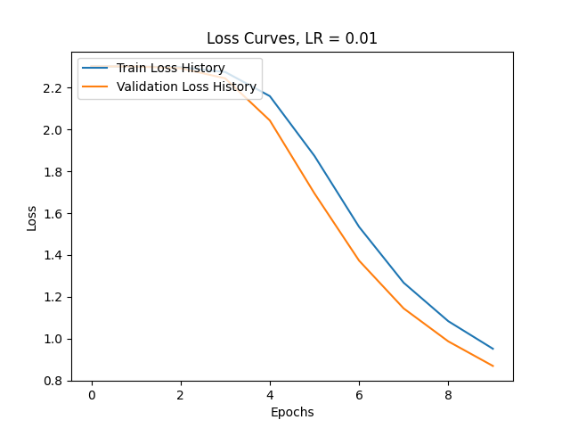 Loss Curves, LR = 0.01
Train Loss History
Validation Loss History
2.2
2.0
1.8
1.6
1.4
1.2
1.0
0.8
Loss
0 2 4 6 8
Epochs